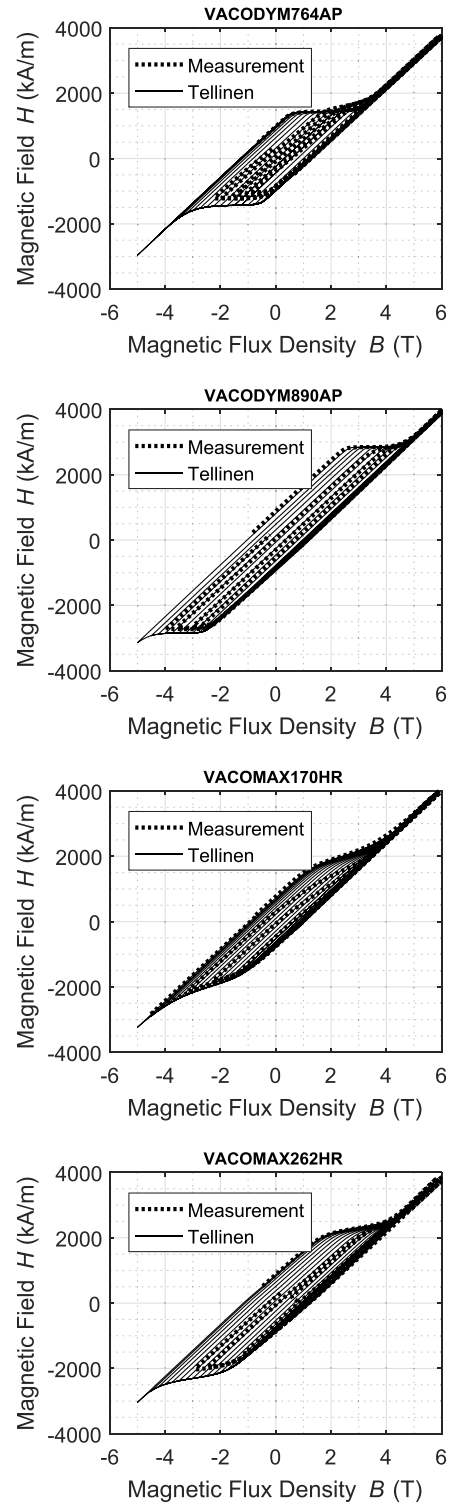 VACODYM764AP
Magnetic Field H (kA/m)
4000
2000
0
-2000
-4000
Measurement
Tellinen
-6 -4 -2 0 2 4 6
Magnetic Flux Density B (T)
VACODYM890AP
Magnetic Field H (kA/m)
4000
2000
0
-2000
-4000
Measurement
Tellinen
-6 -4 -2 0 2 4 6
Magnetic Flux Density B (T)
VACOMAX170HR
Magnetic Field H (kA/m)
4000
2000
0
-2000
-4000
Measurement
Tellinen
-6 -4 -2 0 2 4 6
Magnetic Flux Density B (T)
VACOMAX262HR
Magnetic Field H (kA/m)
4000
2000
0
-2000
-4000
Measurement
Tellinen
-6 -4 -2 0 2 4 6
Magnetic Flux Density B (T)